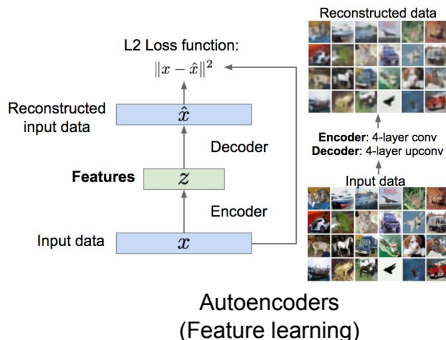 L2 Loss function:
‖x − x̂‖²
Reconstructed
input data
x̂
Decoder
Features
z
Encoder
Input data
x
Reconstructed data
Encoder: 4-layer conv
Decoder: 4-layer upconv
Input data
Autoencoders
(Feature learning)